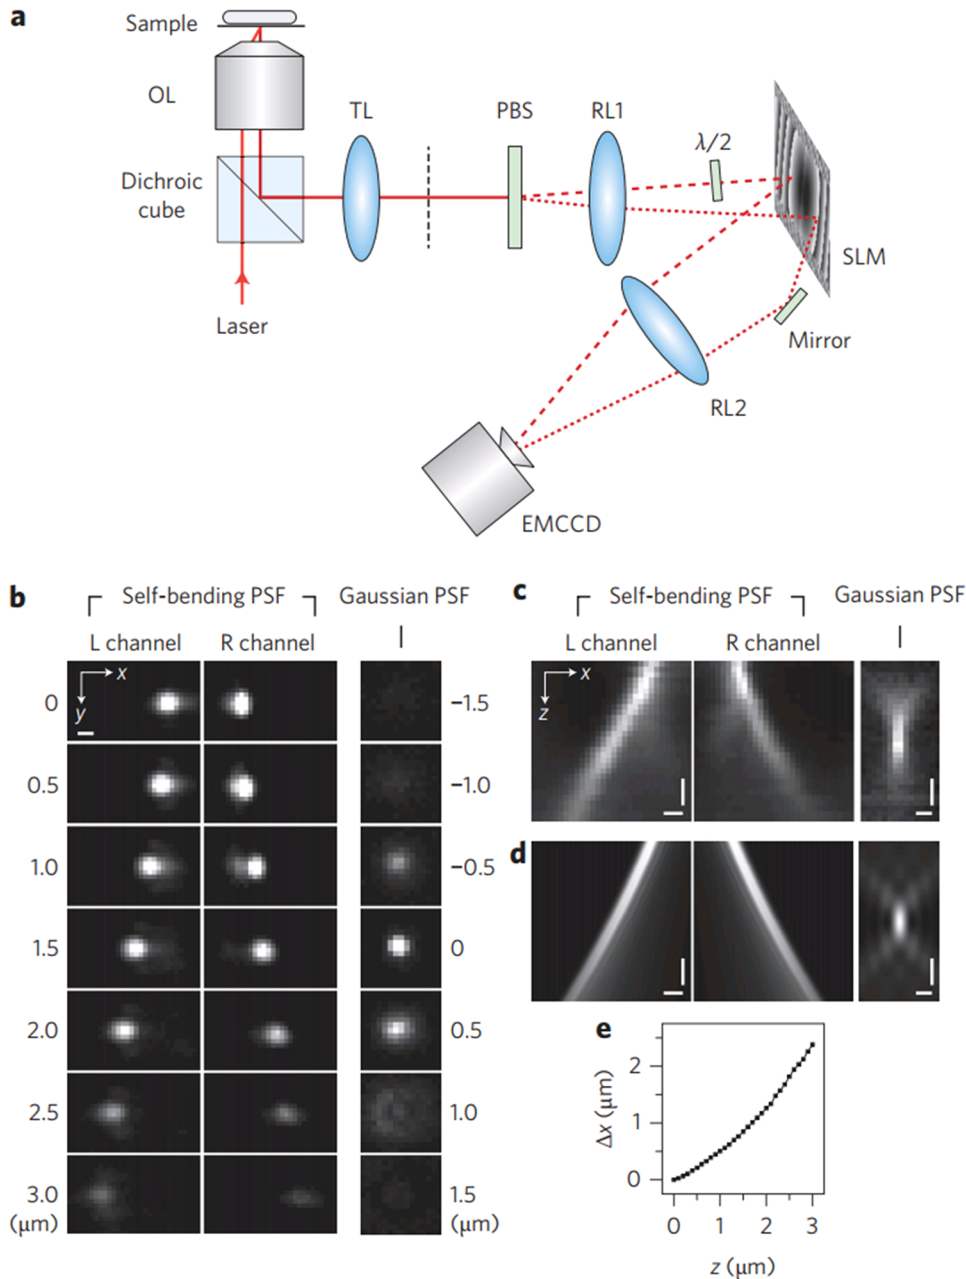 a
Sample
OL
TL
PBS
RL1
λ/2
Dichroic
cube
SLM
Laser
Mirror
RL2
EMCCD
b
Self-bending PSF
Gaussian PSF
L channel
R channel
x
y
0
−1.5
0.5
−1.0
1.0
−0.5
1.5
0
2.0
0.5
2.5
1.0
3.0
1.5
(μm)
(μm)
c
Self-bending PSF
Gaussian PSF
L channel
R channel
x
z
d
e
2
1
0
Δx (μm)
0
1
2
3
z (μm)